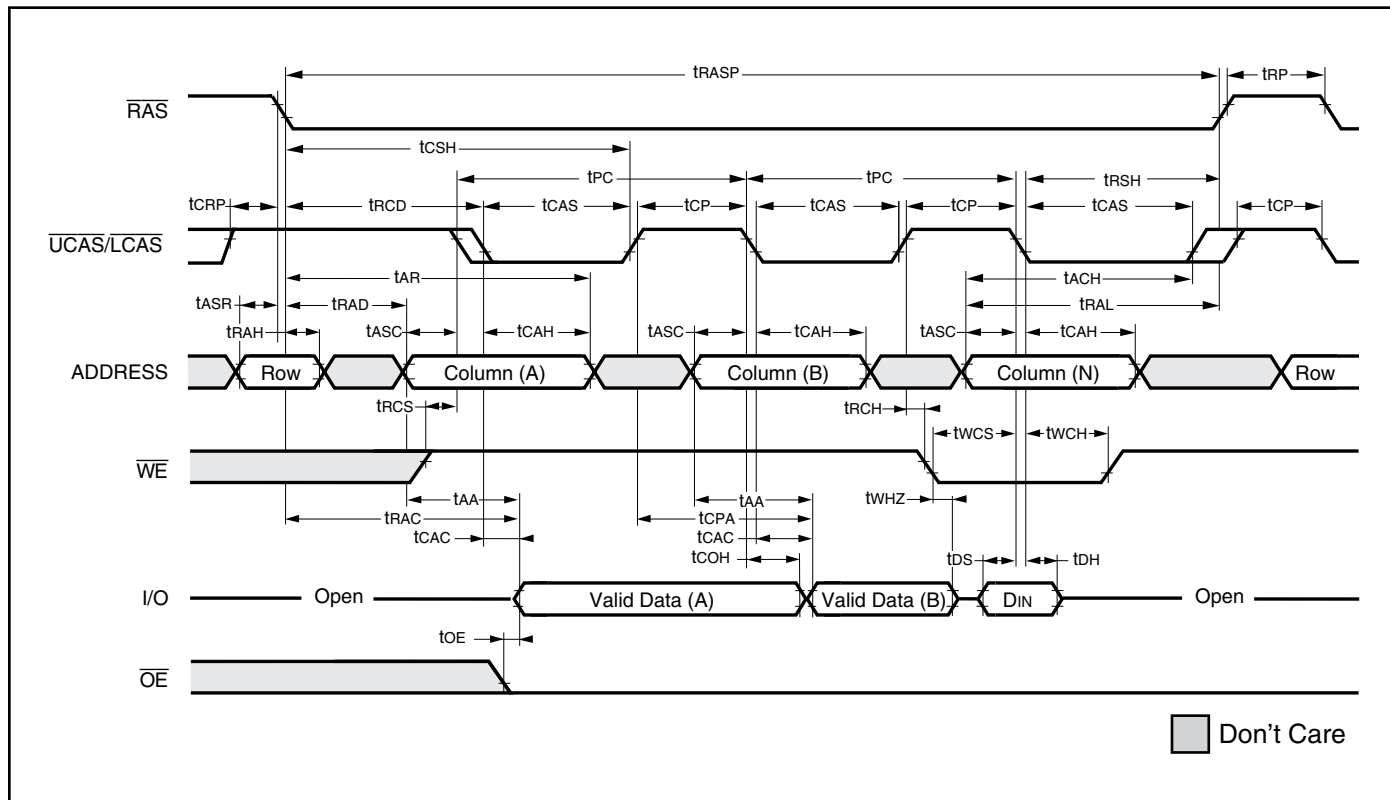 tRASP
tRP
RAS
tCSH
tPC
tPC
tRSH
tCRP
tRCD
tCAS
tCP
tCAS
tCP
tCAS
tCP
UCAS/LCAS
tAR
tACH
tASR
tRAD
tRAL
tRAH
tASC
tCAH
tASC
tCAH
tASC
tCAH
ADDRESS
Row
Column (A)
Column (B)
Column (N)
Row
tRCS
tRCH
tWCS
tWCH
WE
tAA
tAA
tWHZ
tRAC
tCPA
tCAC
tCAC
tCOH
tDS
tDH
I/O
Open
Valid Data (A)
Valid Data (B)
DIN
Open
tOE
OE
Don't Care